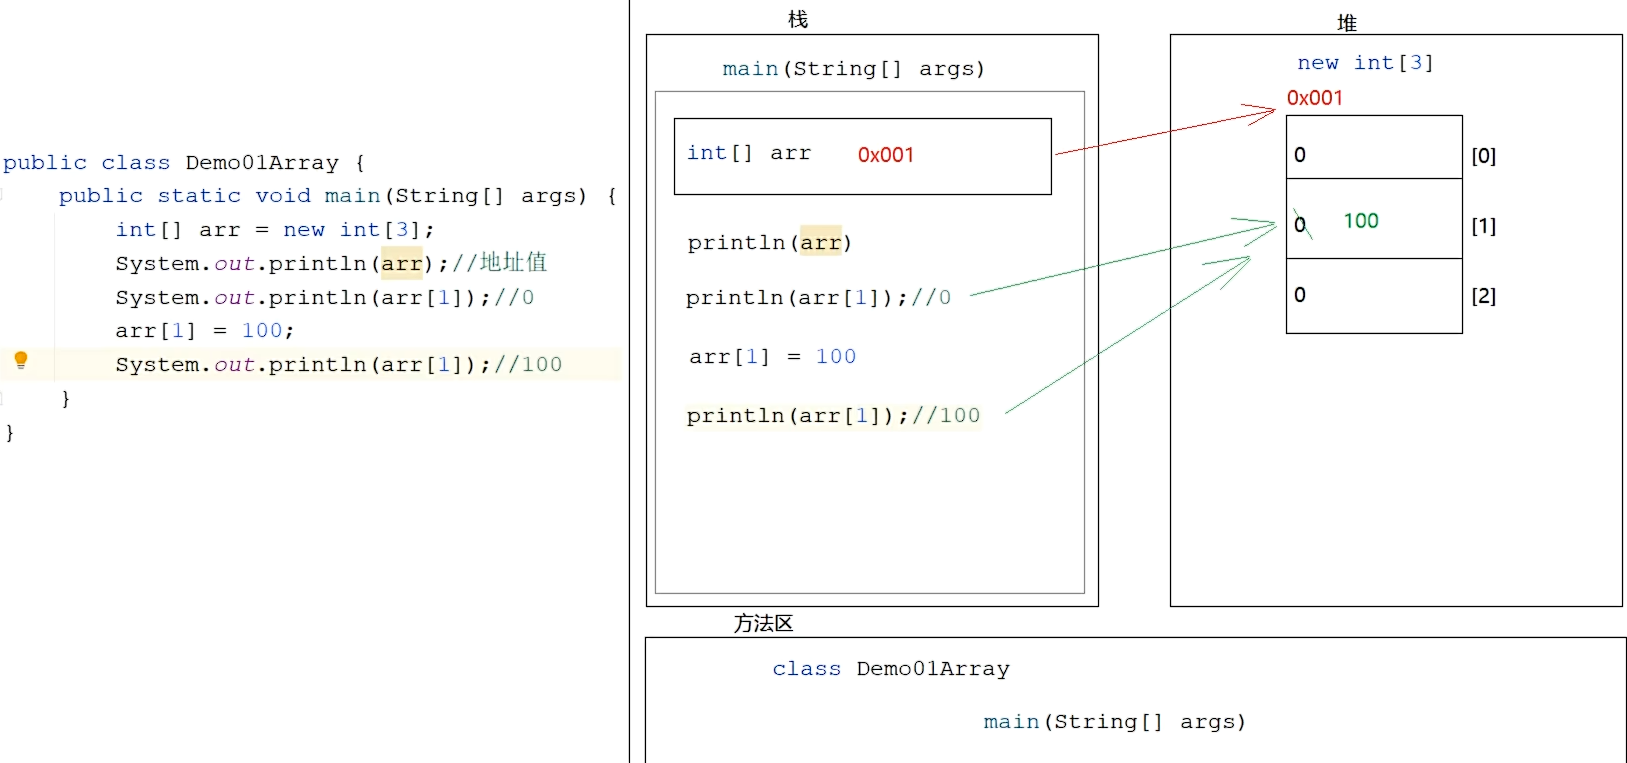 public class Demo01Array {
public static void main(String[] args) {
int[] arr = new int[3];
System.out.println(arr);//地址值
System.out.println(arr[1]);//0
arr[1] = 100;
System.out.println(arr[1]);//100
}
}
栈
main(String[] args)
int[] arr 0x001
println(arr)
println(arr[1]);//0
arr[1] = 100
println(arr[1]);//100
堆
new int[3]
0x001
0 [0]
0 100 [1]
0 [2]
方法区
class Demo01Array
main(String[] args)